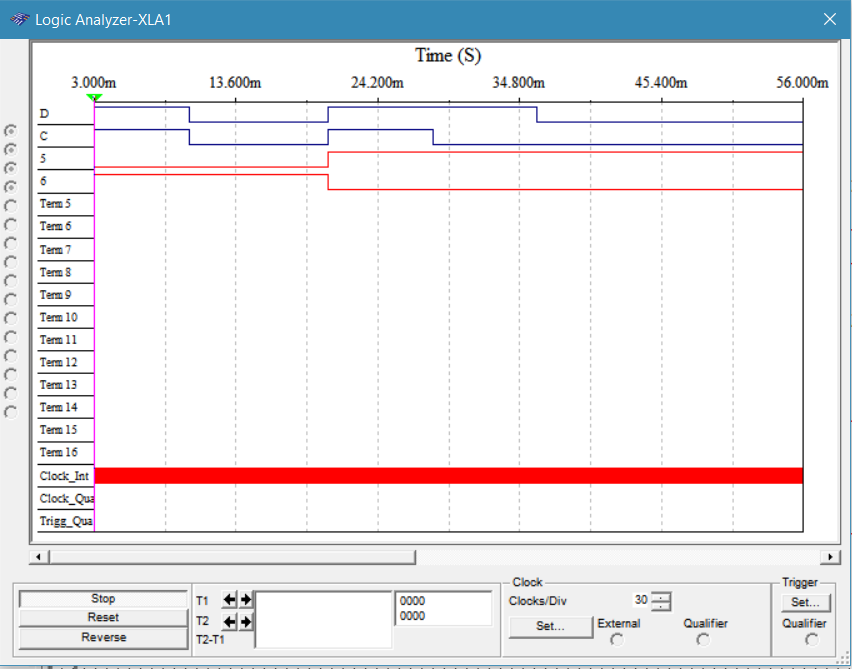 Logic Analyzer-XLA1
Time (S)
3.000m 13.600m 24.200m 34.800m 45.400m 56.000m
D
C
5
6
Term 5
Term 6
Term 7
Term 8
Term 9
Term 10
Term 11
Term 12
Term 13
Term 14
Term 15
Term 16
Clock_Int
Clock_Qua
Trigg_Qua
Stop
Reset
Reverse
T1
T2
T2-T1
0000
0000
Clock
Clocks/Div 30
Set... External Qualifier
Trigger
Set...
Qualifier